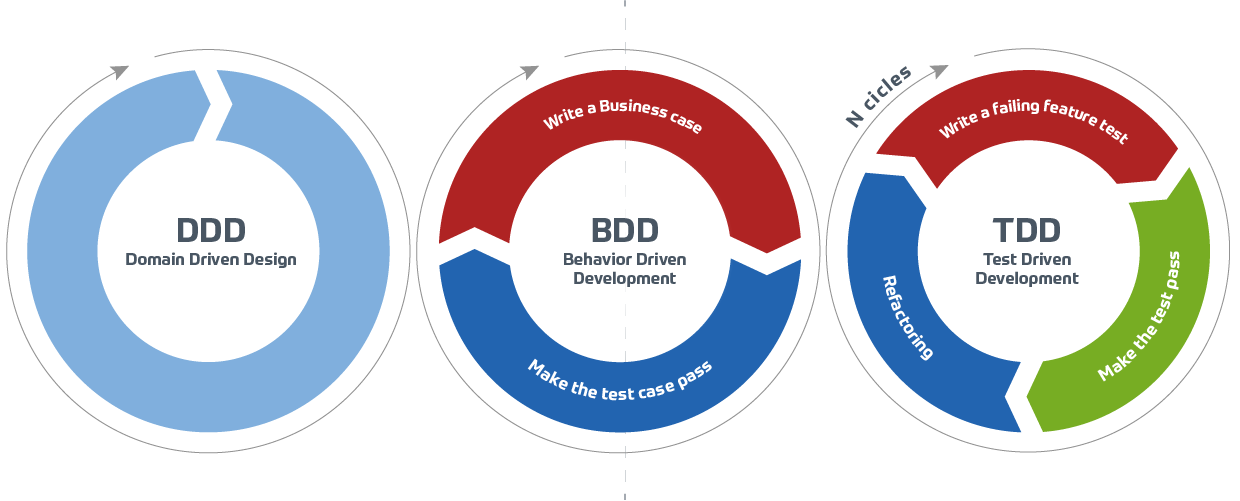 DDD
Domain Driven Design
Write a Business case
BDD
Behavior Driven
Development
Make the test case pass
N cicles
Write a failing feature test
TDD
Test Driven
Development
Make the test pass
Refactoring